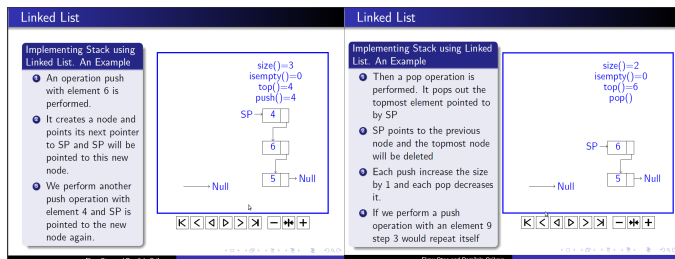 Linked List
Implementing Stack using
Linked List. An Example
1 An operation push
with element 6 is
performed.
2 It creates a node and
points its next pointer
to SP and SP will be
pointed to this new
node.
3 We perform another
push operation with
element 4 and SP is
pointed to the new
node again.
size()=3
isempty()=0
top()=4
push()=4
SP 4
6
5 Null
Null
Linked List
Implementing Stack using Linked
List. An Example
1 Then a pop operation is
performed. It pops out the
topmost element pointed to
by SP
2 SP points to the previous
node and the topmost node
will be deleted
3 Each push increase the size
by 1 and each pop decreases
it.
4 If we perform a push
operation with an element 9
step 3 would repeat itself
size()=2
isempty()=0
top()=6
pop()
SP 6
5 Null
Null